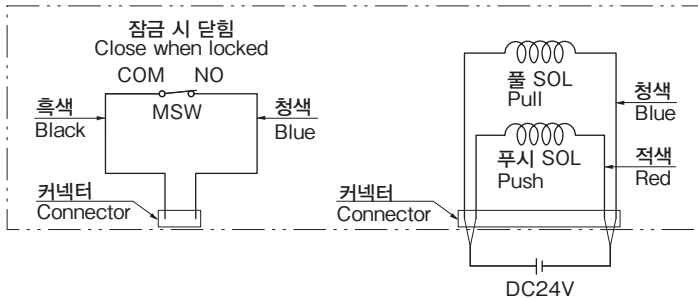 잠금 시 닫힘
Close when locked
COM NO
MSW
흑색
Black
청색
Blue
커넥터
Connector
풀 SOL
Pull
청색
Blue
푸시 SOL
Push
적색
Red
커넥터
Connector
DC24V